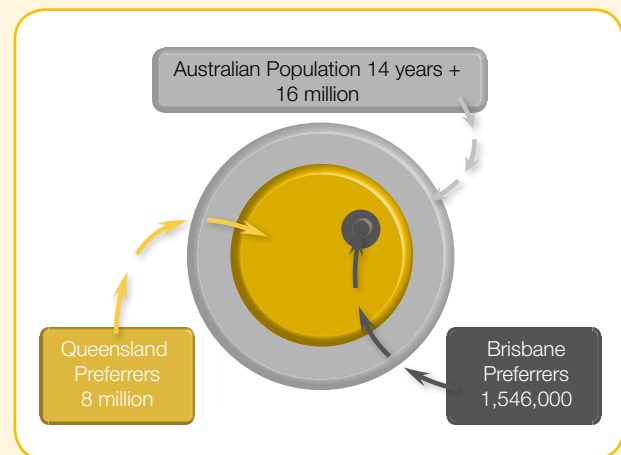 Australian Population 14 years +
16 million
Queensland
Preferrers
8 million
Brisbane
Preferrers
1,546,000